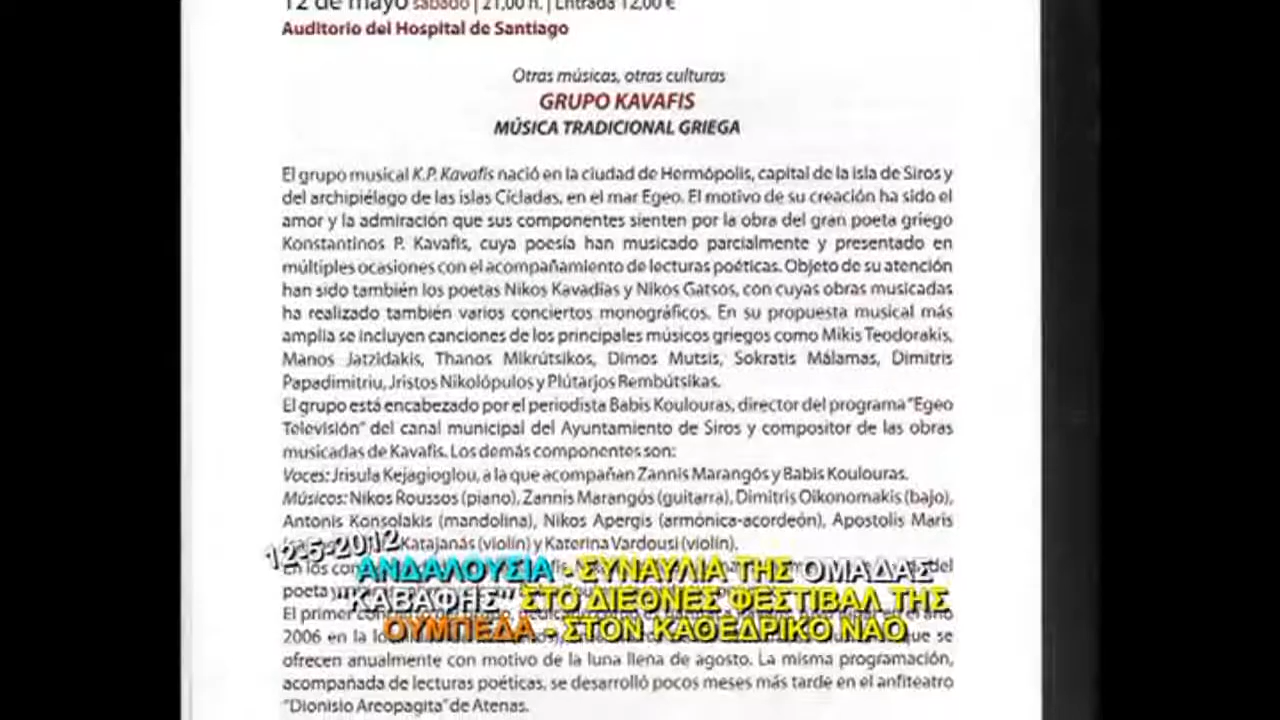 12 de mayo sábado | 21,00 h. | Entrada 12,00 €
Auditorio del Hospital de Santiago
Otras músicas, otras culturas
GRUPO KAVAFIS
MÚSICA TRADICIONAL GRIEGA
El grupo musical K.P. Kavafis nació en la ciudad de Hermópolis, capital de la isla de Siros y
del archipiélago de las islas Cícladas, en el mar Egeo. El motivo de su creación ha sido el
amor y la admiración que sus componentes sienten por la obra del gran poeta griego
Konstantinos P. Kavafis, cuya poesía han musicado parcialmente y presentado en
múltiples ocasiones con el acompañamiento de lecturas poéticas. Objeto de su atención
han sido también los poetas Nikos Kavadías y Nikos Gatsos, con cuyas obras musicadas
ha realizado también varios conciertos monográficos. En su propuesta musical más
amplia se incluyen canciones de los principales músicos griegos como Mikis Teodorakis,
Manos Jatzidakis, Thanos Mikrútsikos, Dimos Mutsis, Sokratis Málamas, Dimitris
Papadimitriu, Jristos Nikolópulos y Plútarjos Rembútsikas.
El grupo está encabezado por el periodista Babis Koulouras, director del programa "Egeo
Televisión" del canal municipal del Ayuntamiento de Siros y compositor de las obras
musicadas de Kavafis. Los demás componentes son:
Voces: Jrisula Kejagioglou, a la que acompañan Zannis Marangós y Babis Koulouras.
Músicos: Nikos Roussos (piano), Zannis Marangós (guitarra), Dimitris Oikonomakis (bajo),
Antonis Konsolakis (mandolina), Nikos Apergis (armónica-acordeón), Apostolis Maris
Katajanás (violín) y Katerina Vardousi (violín).
12-5-2012
En los
del
ΑΝΔΑΛΟΥΣΙΑ - ΣΥΝΑΥΛΙΑ ΤΗΣ ΟΜΑΔΑΣ
poeta y
ΚΑΒΑΦΗΣ" ΣΤΟ ΔΙΕΘΝΕΣ ΦΕΣΤΙΒΑΛ ΤΗΣ
El primer
ΟΥΜΠΕΔΑ - ΣΤΟΝ ΚΑΘΕΔΡΙΚΟ ΝΑΟ
2006 en la que se
ofrecen anualmente con motivo de la luna llena de agosto. La misma programación,
acompañada de lecturas poéticas, se desarrolló pocos meses más tarde en el anfiteatro
"Dionisio Areopagita" de Atenas.